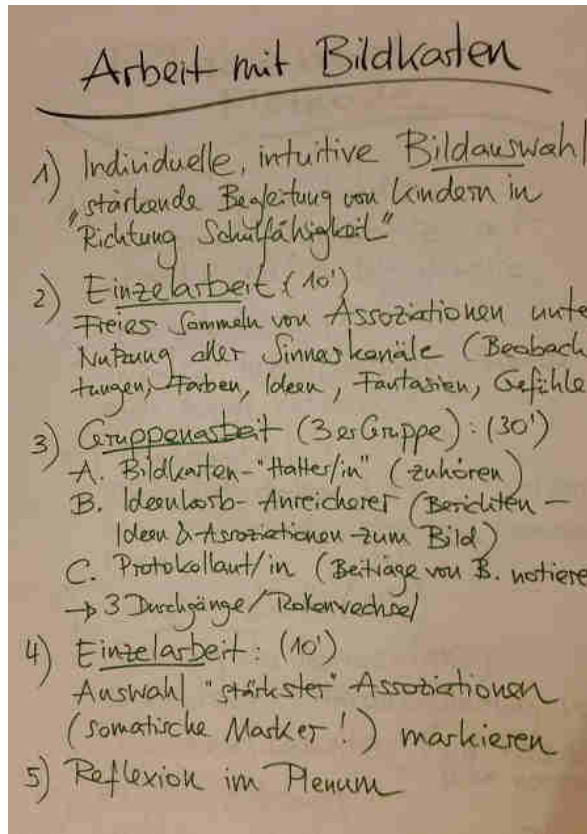 Arbeit mit Bildkarten
1) Individuelle, intuitive Bildauswahl
"stärkende Begleitung von Kindern in
Richtung Schulfähigkeit"
2) Einzelarbeit (10')
Freies Sammeln von Assoziationen unte
Nutzung aller Sinneskanäle (Beobach
tungen, Farben, Ideen, Fantasien, Gefühle
3) Gruppenarbeit (3er Gruppe): (30')
A. Bildkarten-"Halter/in" (zuhören)
B. Ideenkorb-Anreicherer (Berichten –
Ideen & Assoziationen zum Bild)
C. Protokollant/in (Beiträge von B. notiere
→ 3 Durchgänge/Rollenwechsel
4) Einzelarbeit: (10')
Auswahl "stärkster" Assoziationen
(somatische Marker!) markieren
5) Reflexion im Plenum